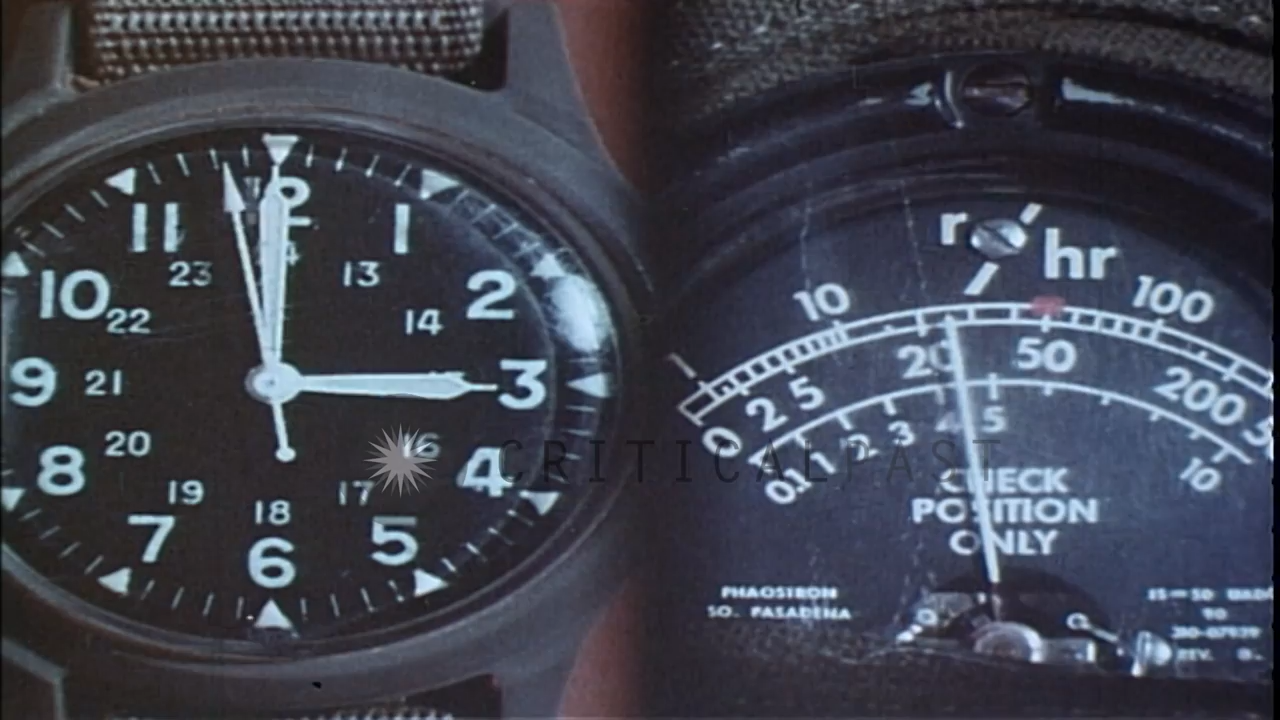 12
11 1
23 24 13
10 2
22 14
9 21 3
20 16
8 4
19 17
18
7 5
6
r/hr
10 100
20 50
2 5 200
0
0.1 1 2 3 4 5 10
CHECK
POSITION
ONLY
PHAOSTRON
SO. PASADENA
CRITICALPAST